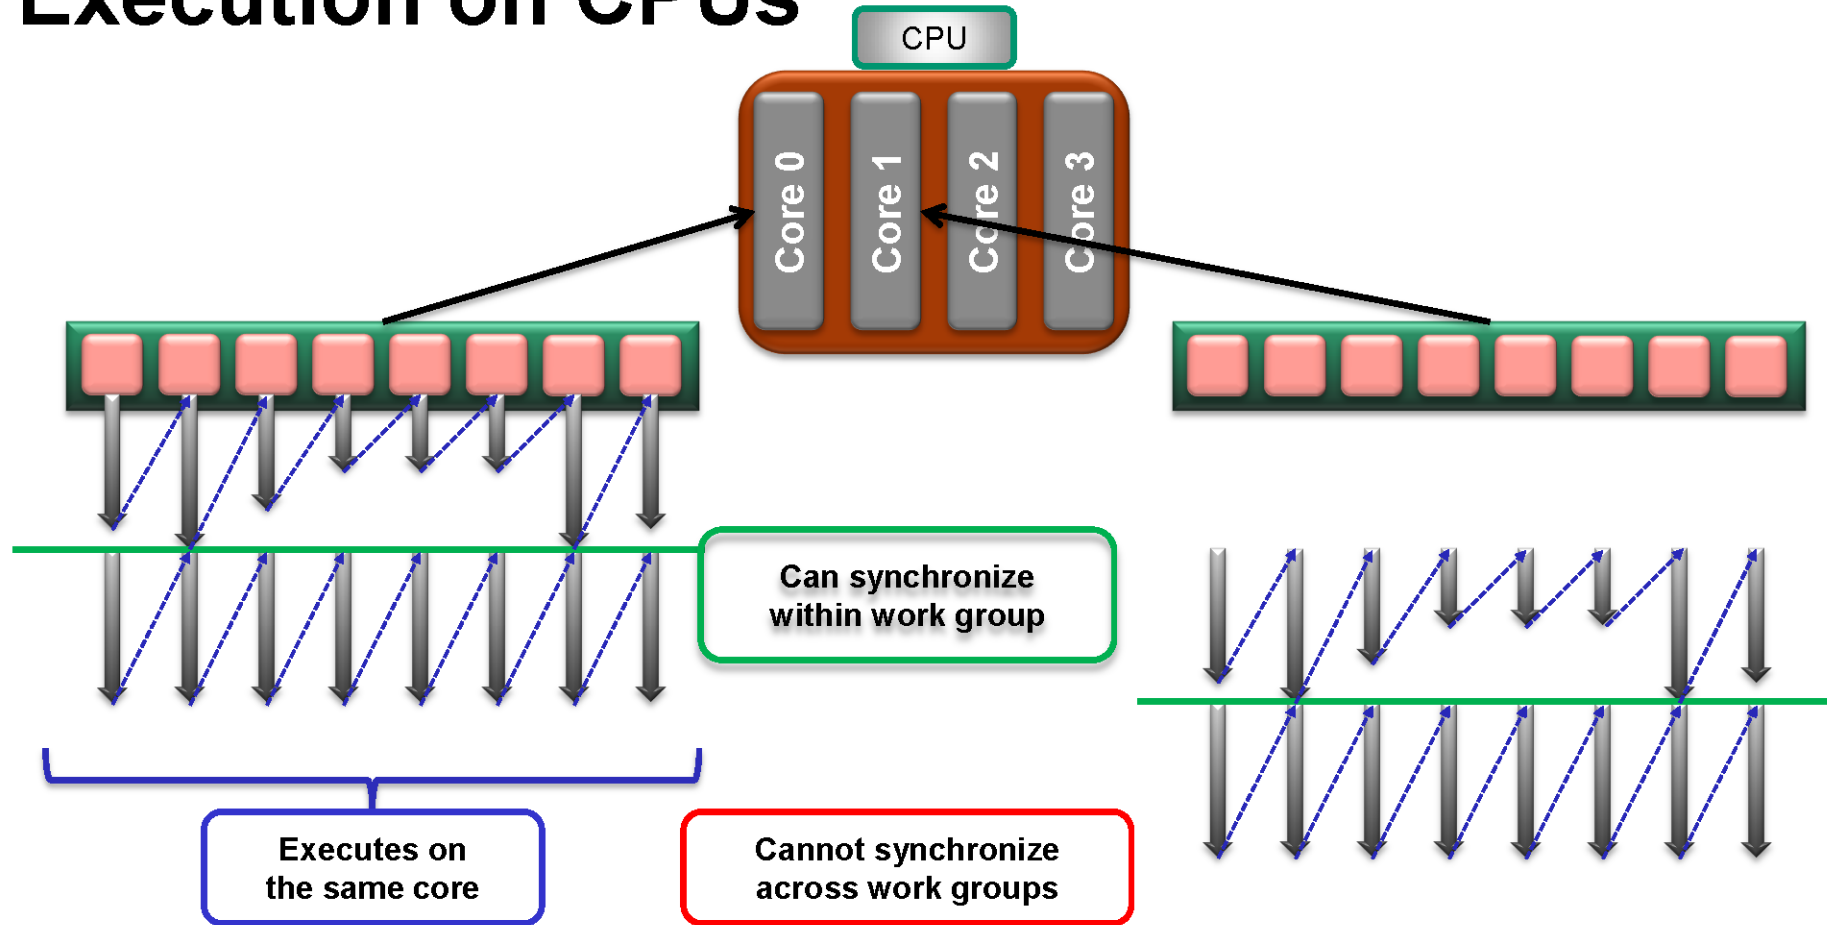 Execution on CPUs
CPU
Core 0
Core 1
Core 2
Core 3
Can synchronize
within work group
Executes on
the same core
Cannot synchronize
across work groups